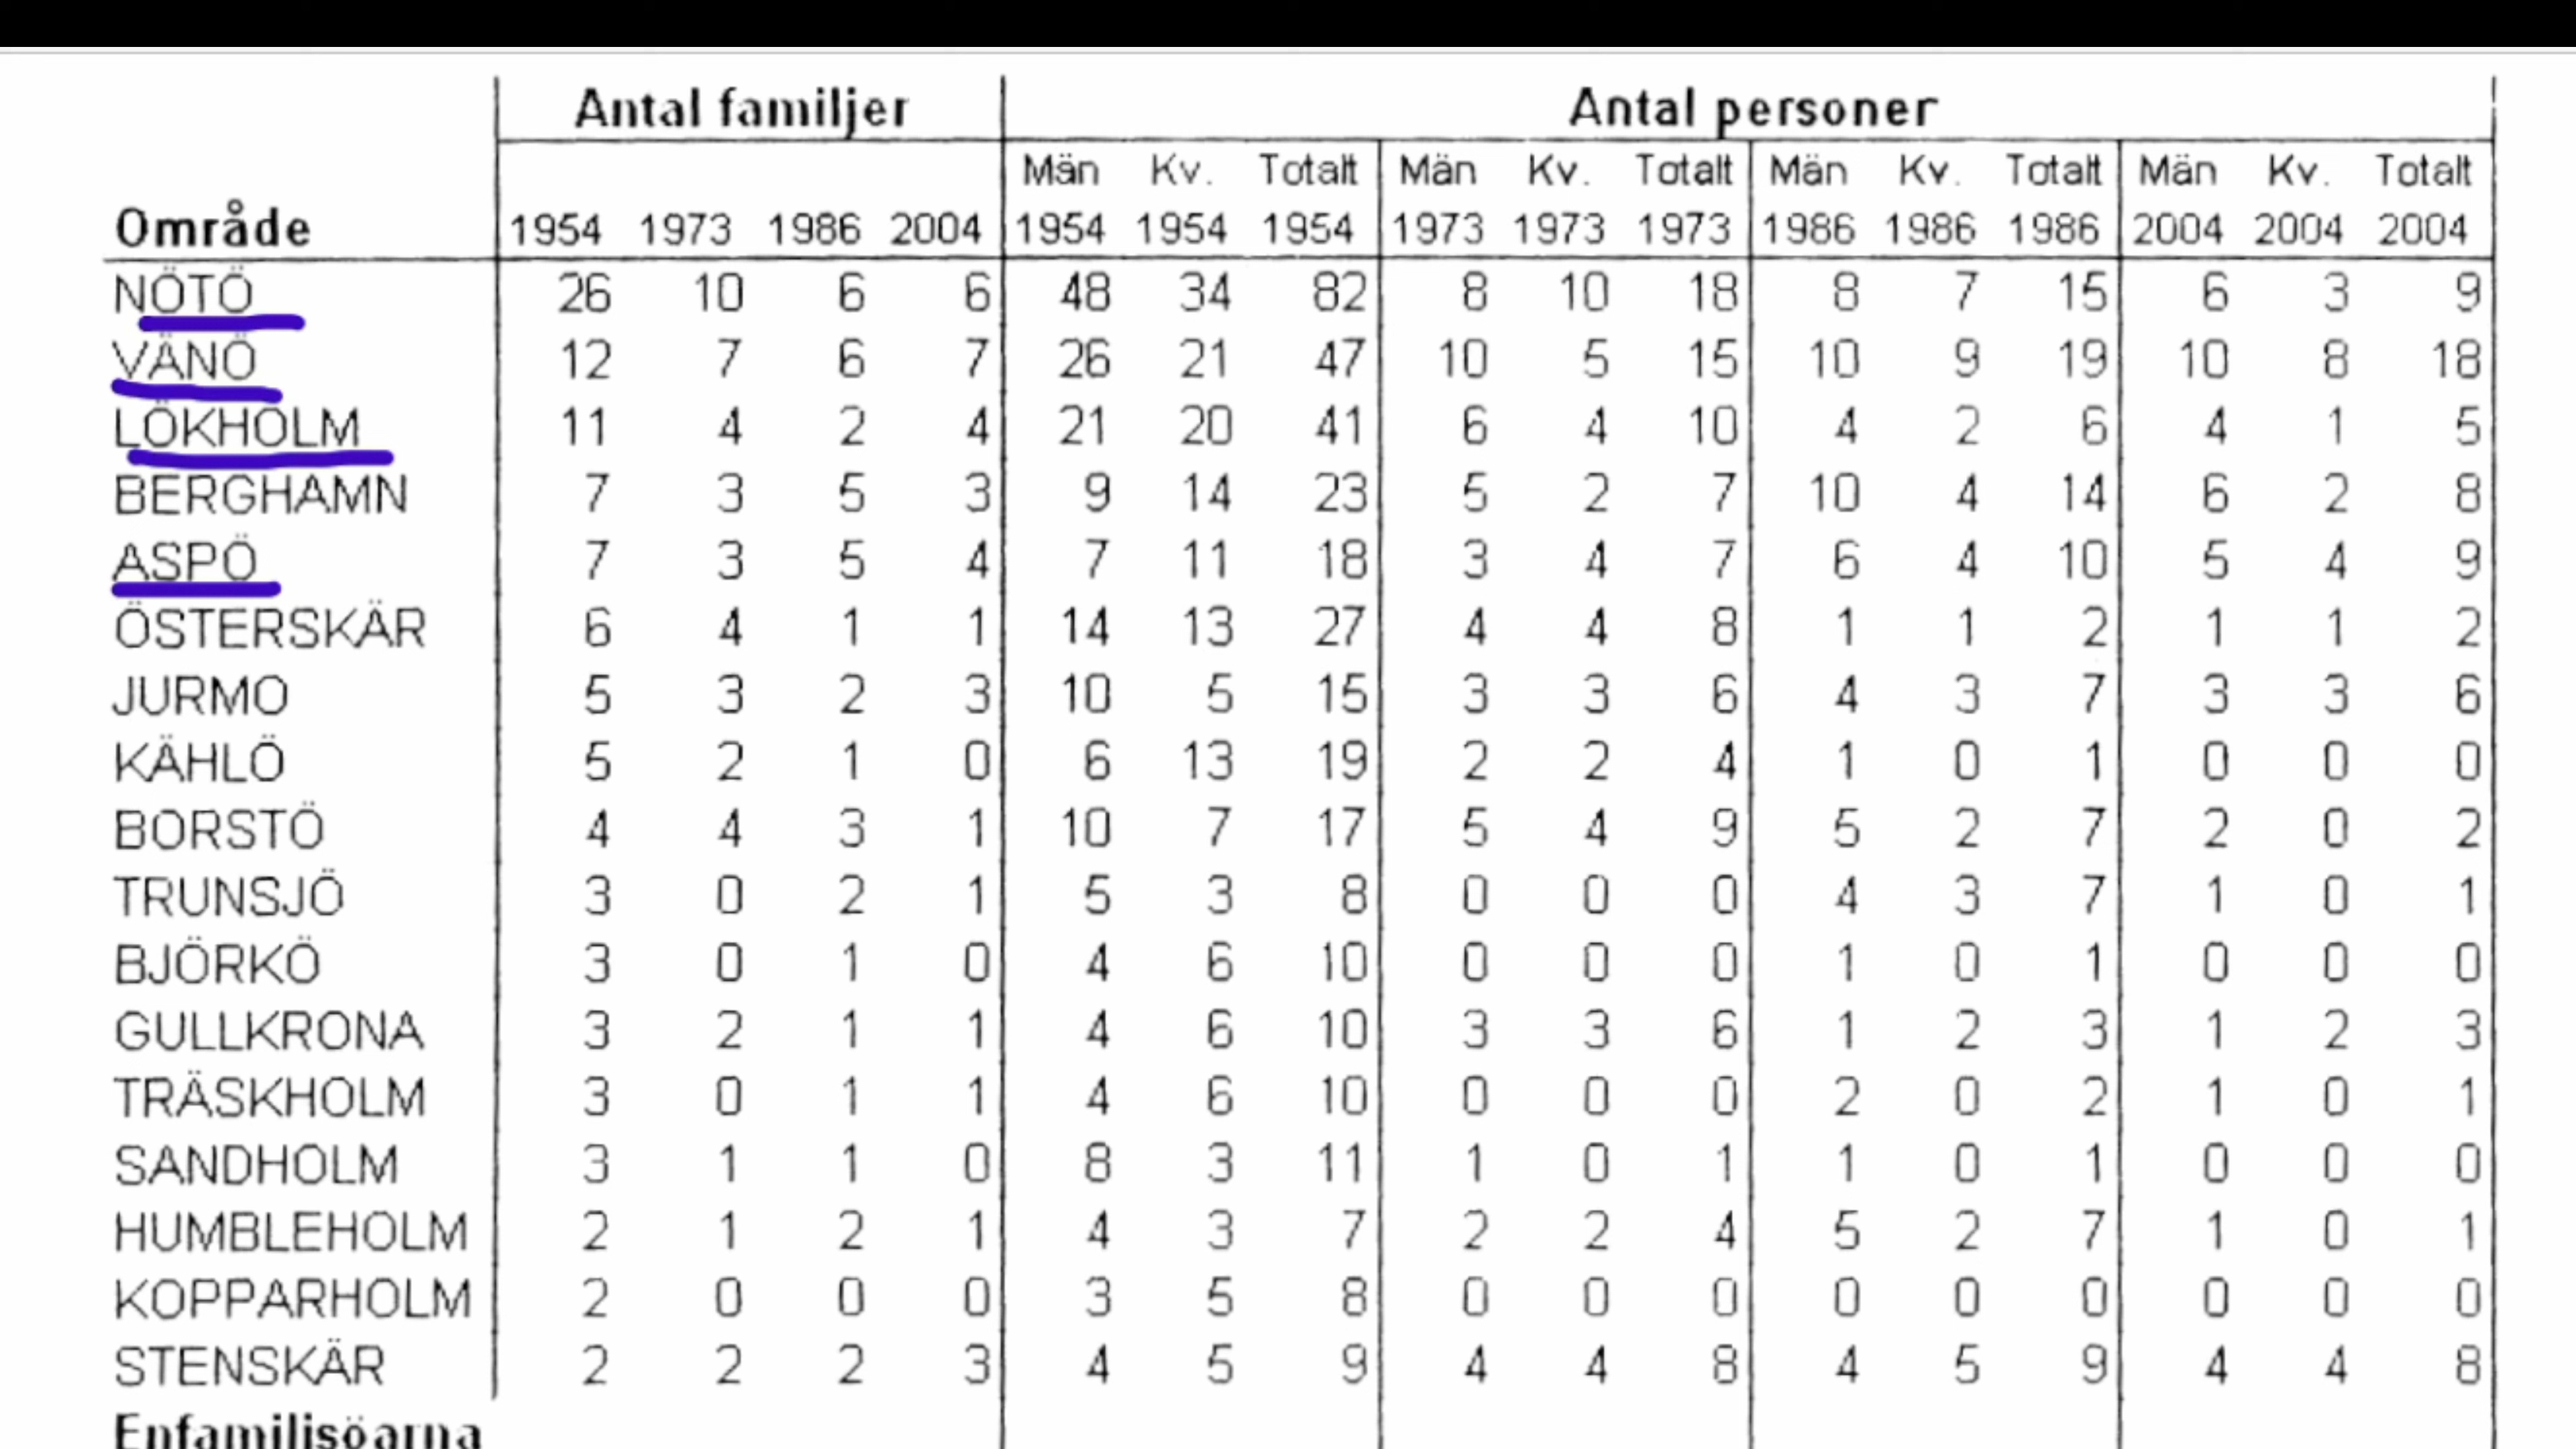 Antal familjer Antal personer
Män Kv. Totalt Män Kv. Totalt Män Kv. Totalt Män Kv. Totalt
Område 1954 1973 1986 2004 1954 1954 1954 1973 1973 1973 1986 1986 1986 2004 2004 2004
NÖTÖ 26 10 6 6 48 34 82 8 10 18 8 7 15 6 3 9
VÄNÖ 12 7 6 7 26 21 47 10 5 15 10 9 19 10 8 18
LÖKHOLM 11 4 2 4 21 20 41 6 4 10 4 2 6 4 1 5
BERGHAMN 7 3 5 3 9 14 23 5 2 7 10 4 14 6 2 8
ASPÖ 7 3 5 4 7 11 18 3 4 7 6 4 10 5 4 9
ÖSTERSKÄR 6 4 1 1 14 13 27 4 4 8 1 1 2 1 1 2
JURMO 5 3 2 3 10 5 15 3 3 6 4 3 7 3 3 6
KÄHLÖ 5 2 1 0 6 13 19 2 2 4 1 0 1 0 0 0
BORSTÖ 4 4 3 1 10 7 17 5 4 9 5 2 7 2 0 2
TRUNSJÖ 3 0 2 1 5 3 8 0 0 0 4 3 7 1 0 1
BJÖRKÖ 3 0 1 0 4 6 10 0 0 0 1 0 1 0 0 0
GULLKRONA 3 2 1 1 4 6 10 3 3 6 1 2 3 1 2 3
TRÄSKHOLM 3 0 1 1 4 6 10 0 0 0 2 0 2 1 0 1
SANDHOLM 3 1 1 0 8 3 11 1 0 1 1 0 1 0 0 0
HUMBLEHOLM 2 1 2 1 4 3 7 2 2 4 5 2 7 1 0 1
KOPPARHOLM 2 0 0 0 3 5 8 0 0 0 0 0 0 0 0 0
STENSKÄR 2 2 2 3 4 5 9 4 4 8 4 5 9 4 4 8
Enfamiljsöarna